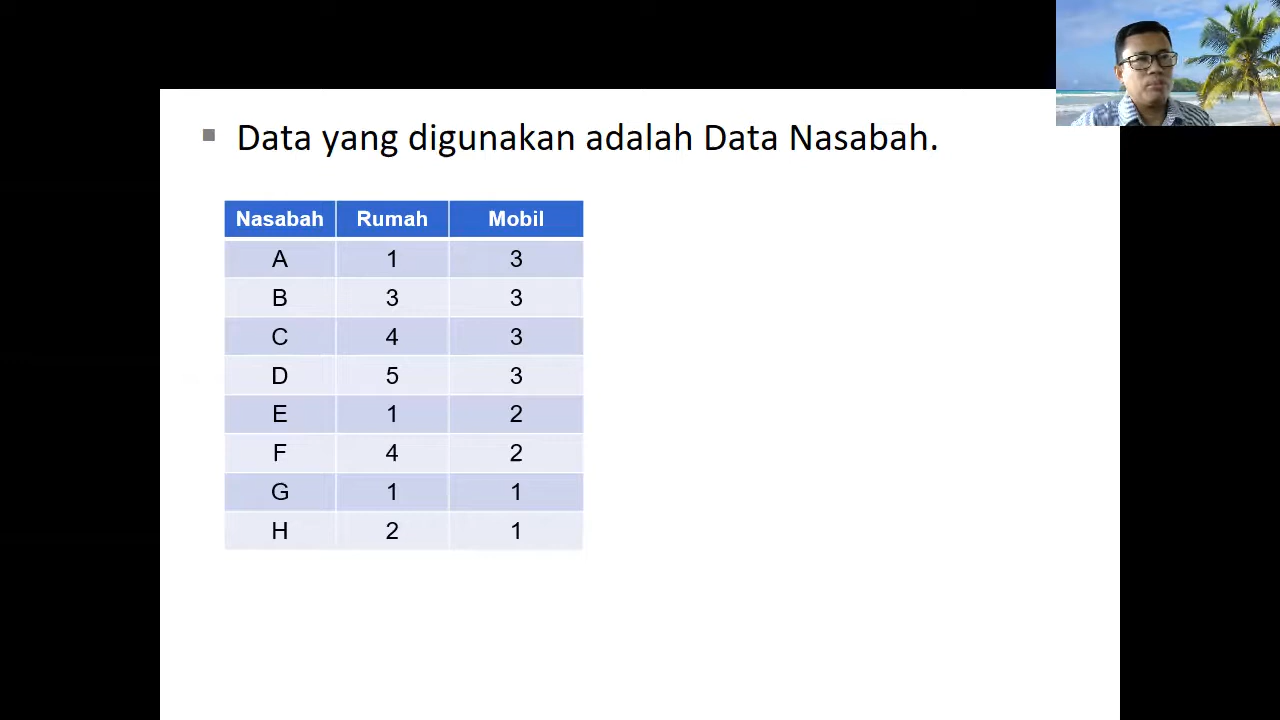 ▪ Data yang digunakan adalah Data Nasabah.
Nasabah Rumah Mobil
A 1 3
B 3 3
C 4 3
D 5 3
E 1 2
F 4 2
G 1 1
H 2 1